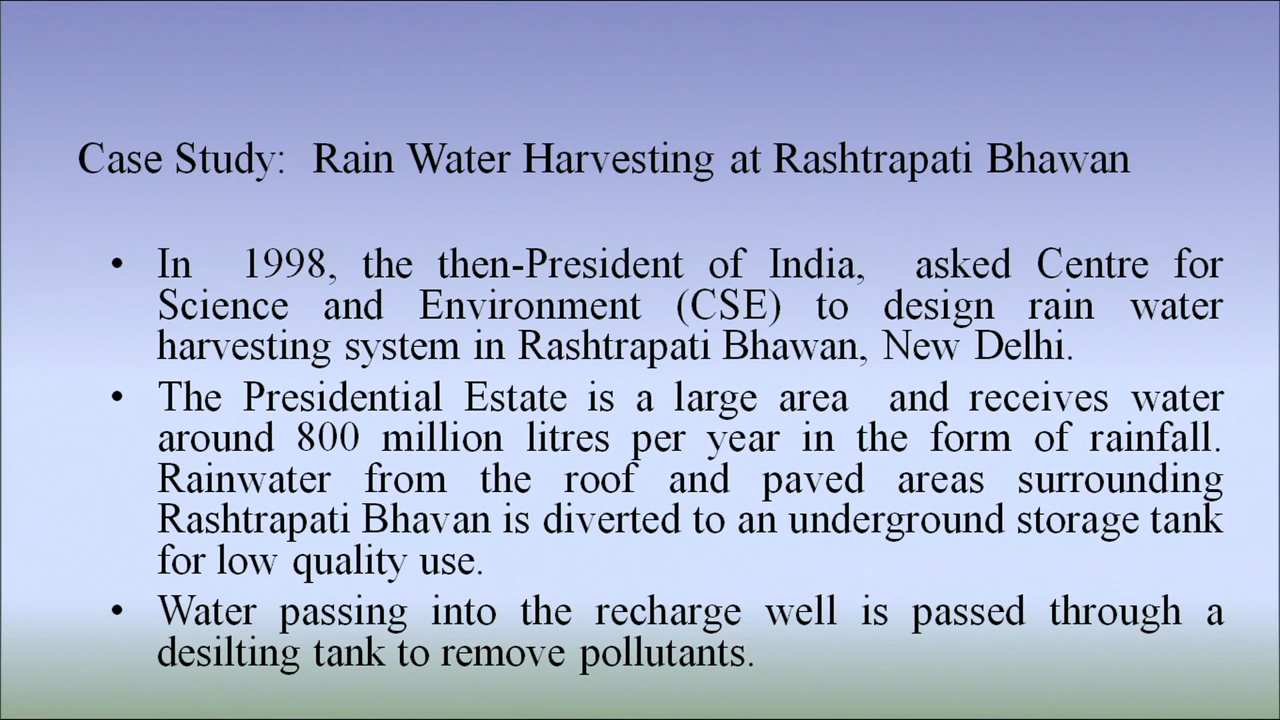 Case Study: Rain Water Harvesting at Rashtrapati Bhawan
• In 1998, the then-President of India, asked Centre for
Science and Environment (CSE) to design rain water
harvesting system in Rashtrapati Bhawan, New Delhi.
• The Presidential Estate is a large area and receives water
around 800 million litres per year in the form of rainfall.
Rainwater from the roof and paved areas surrounding
Rashtrapati Bhavan is diverted to an underground storage tank
for low quality use.
• Water passing into the recharge well is passed through a
desilting tank to remove pollutants.